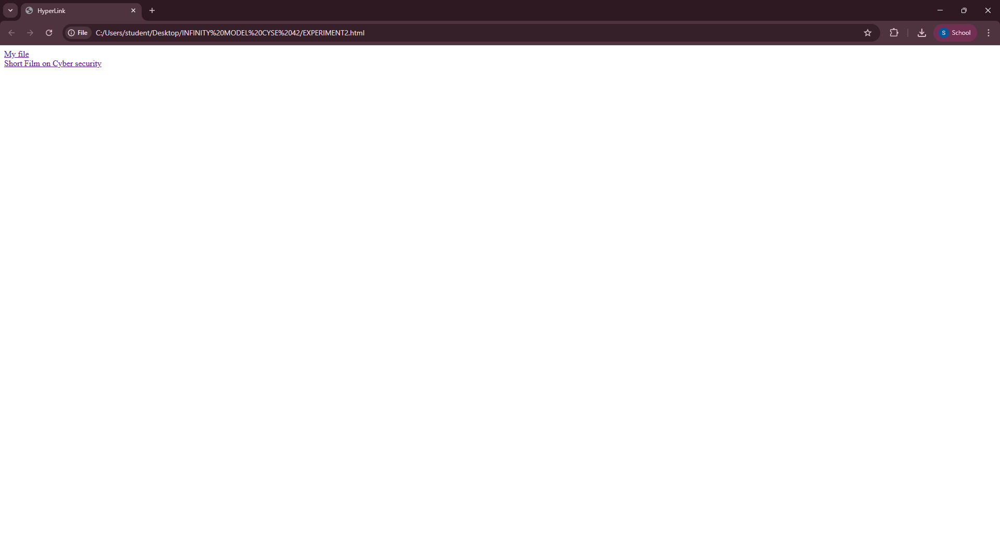 HyperLink
File C:/Users/student/Desktop/INFINITY%20MODEL%20CYSE%2042/EXPERIMENT2.html S School
My file
Short Film on Cyber security